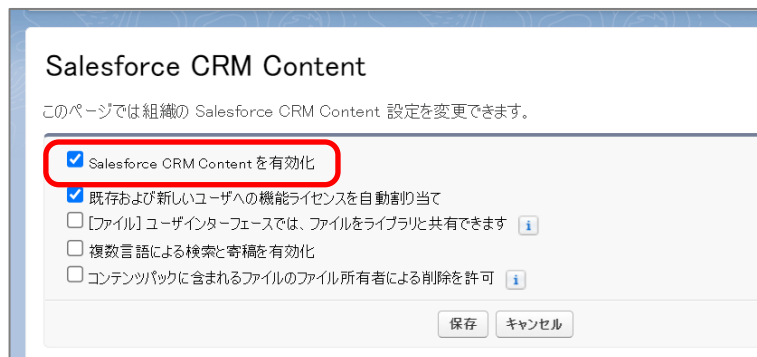 Salesforce CRM Content
このページでは組織の Salesforce CRM Content 設定を変更できます。
Salesforce CRM Content を有効化
既存および新しいユーザへの機能ライセンスを自動割り当て
[ファイル] ユーザインターフェースでは、ファイルをライブラリと共有できます i
複数言語による検索と寄稿を有効化
コンテンツパックに含まれるファイルのファイル所有者による削除を許可 i
保存 キャンセル